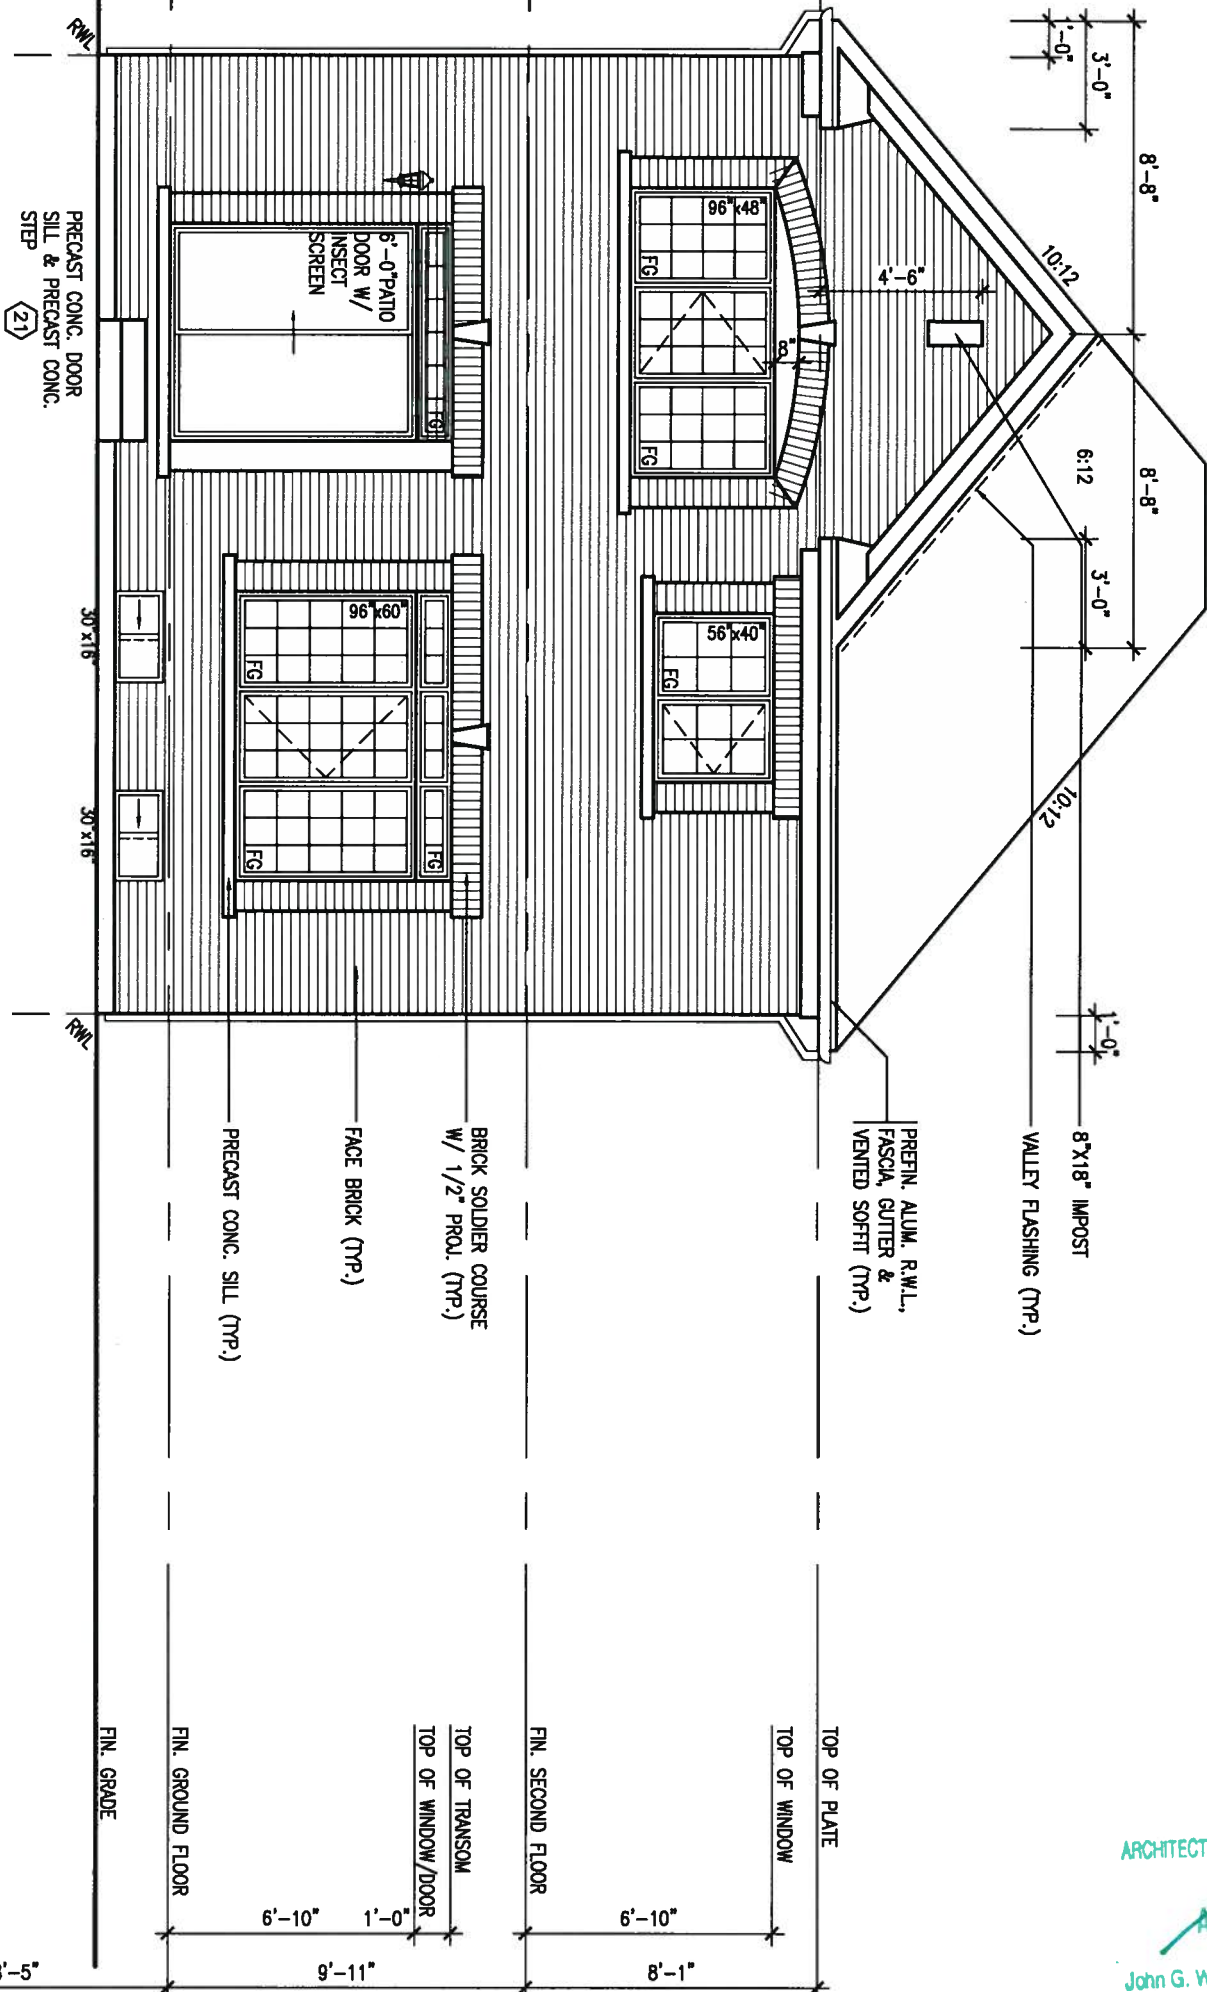 1'-0"
3'-0"
8'-8"
8'-8"
3'-0"
1'-0"
10:12
6:12
10:12
4'-6"
8"
8"X18" IMPOST
VALLEY FLASHING (TYP.)
PREFIN. ALUM. R.W.L.,
FASCIA, GUTTER &
VENTED SOFFIT (TYP.)
96"x48"
FG
FG
56"x40"
FG
BRICK SOLDIER COURSE
W/ 1/2" PROJ. (TYP.)
FACE BRICK (TYP.)
PRECAST CONC. SILL (TYP.)
6'-0"PATIO
DOOR W/
INSECT
SCREEN
FG
96"x60"
FG
FG
FG
30"x16"
30"x16"
RWL
RWL
PRECAST CONC. DOOR
SILL & PRECAST CONC.
STEP
21
TOP OF PLATE
TOP OF WINDOW
FIN. SECOND FLOOR
TOP OF TRANSOM
TOP OF WINDOW/DOOR
FIN. GROUND FLOOR
FIN. GRADE
6'-10"
8'-1"
1'-0"
6'-10"
9'-11"
'-5"
ARCHITECT
John G. W